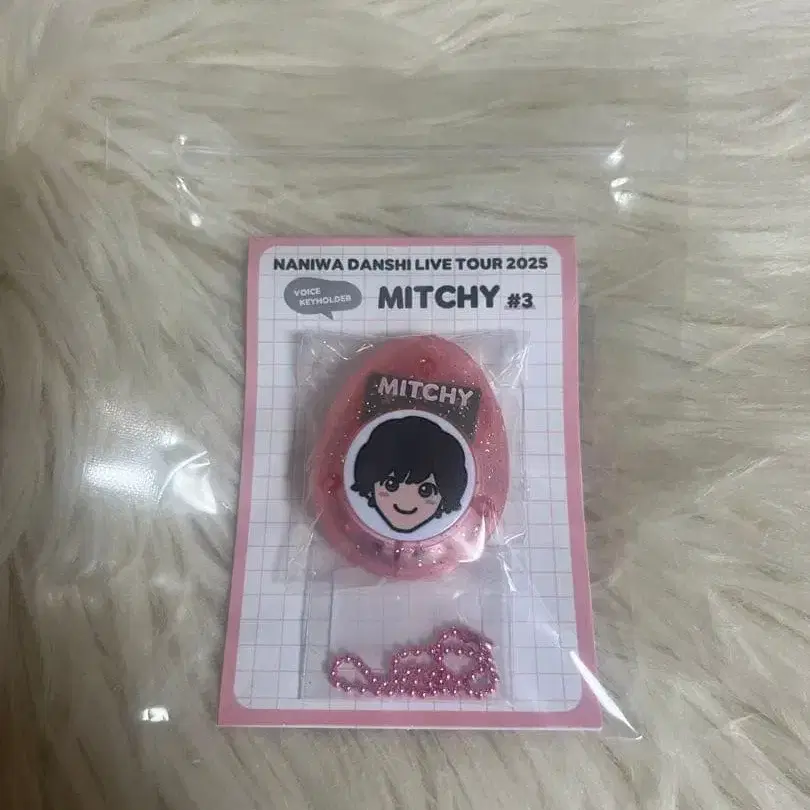 NANIWA DANSHI LIVE TOUR 2025
VOICE
KEYHOLDER
MITCHY #3
MITCHY